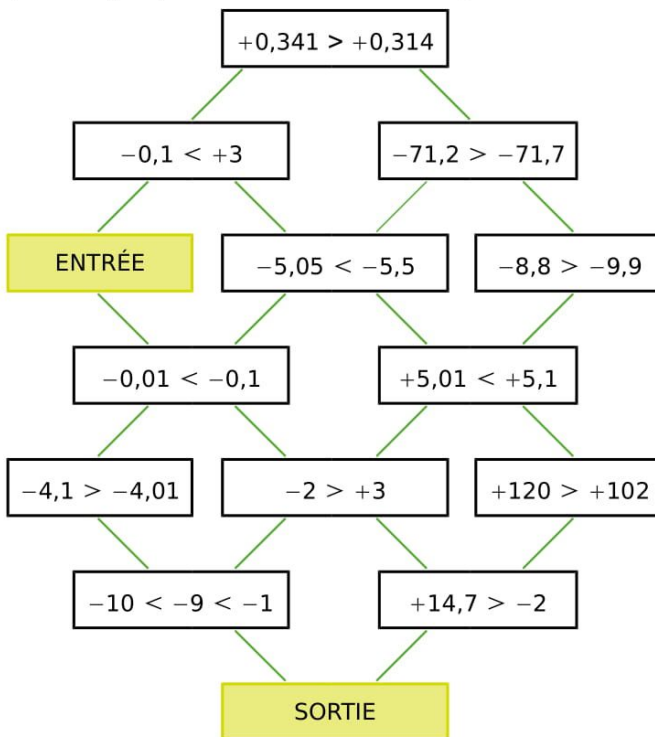 +0,341 > +0,314
−0,1 < +3
−71,2 > −71,7
ENTRÉE
−5,05 < −5,5
−8,8 > −9,9
−0,01 < −0,1
+5,01 < +5,1
−4,1 > −4,01
−2 > +3
+120 > +102
−10 < −9 < −1
+14,7 > −2
SORTIE